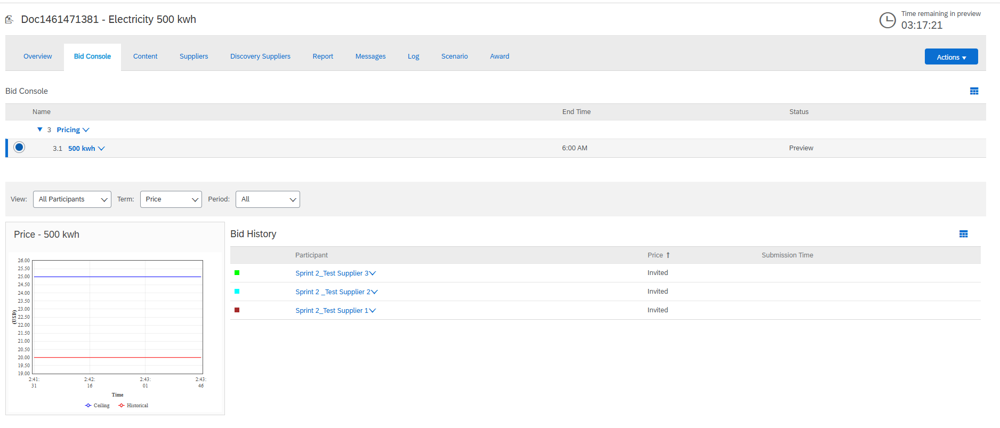 Doc1461471381 - Electricity 500 kwh
Time remaining in preview
03:17:21
Overview Bid Console Content Suppliers Discovery Suppliers Report Messages Log Scenario Award
Actions
Bid Console
Name End Time Status
3 Pricing
3.1 500 kwh 6:00 AM Preview
View: All Participants Term: Price Period: All
Price - 500 kwh
26.00
25.50
25.00
24.50
24.00
23.50
23.00
22.50
22.00
21.50
21.00
20.50
20.00
19.50
19.00
(USD)
2:41: 2:42: 2:43: 2:43:
31 16 01 46
Time
Ceiling Historical
Bid History
Participant Price Submission Time
Sprint 2_Test Supplier 3 Invited
Sprint 2 _Test Supplier 2 Invited
Sprint 2_Test Supplier 1 Invited